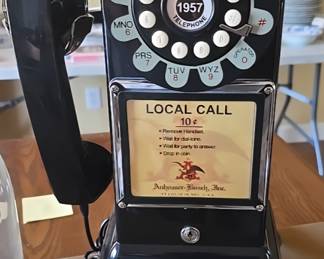 1957
TELEPHONE
MNO
6
PRS
7
TUV
8
WXY
9
OPERATOR
0
#
LOCAL CALL
10¢
• Remove Handset.
• Wait for dial-tone.
• Wait for party to answer.
• Drop in coin.
Anheuser-Busch, Inc.